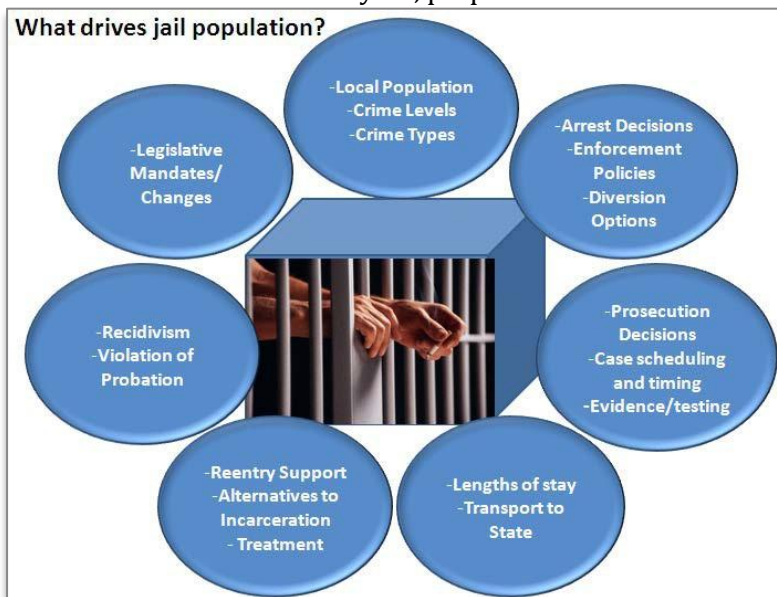 What drives jail population?
-Local Population
-Crime Levels
-Crime Types
-Arrest Decisions
-Enforcement
Policies
-Diversion
Options
-Prosecution
Decisions
-Case scheduling
and timing
-Evidence/testing
-Lengths of stay
-Transport to
State
-Reentry Support
-Alternatives to
Incarceration
- Treatment
-Recidivism
-Violation of
Probation
-Legislative
Mandates/
Changes